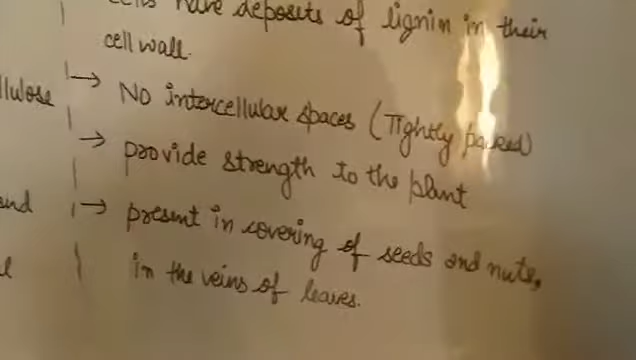 cells have deposits of lignin in their
cell wall.
→ No intercellular spaces (Tightly packed)
→ provide strength to the plant
→ present in covering of seeds and nuts,
in the veins of leaves.
llulose
and